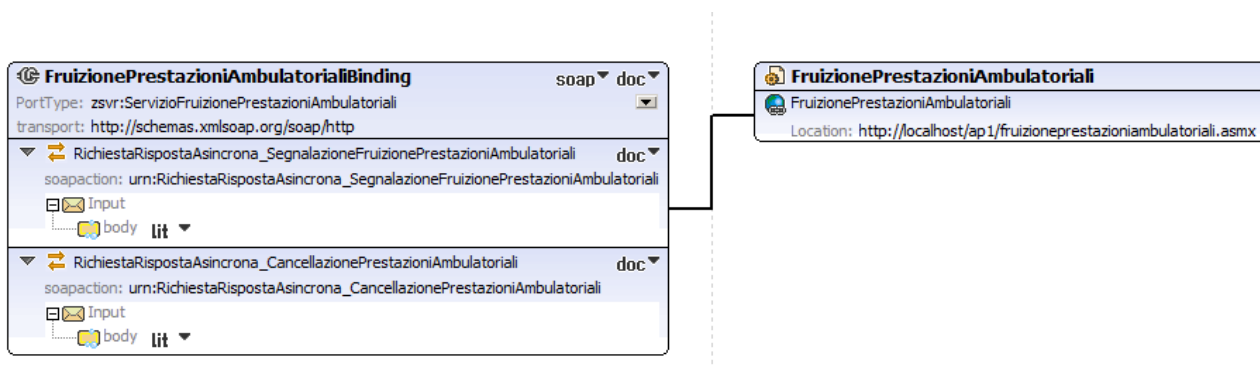 FruizionePrestazioniAmbulatorialiBinding soap doc
PortType: zsvr:ServizioFruizionePrestazioniAmbulatoriali
transport: http://schemas.xmlsoap.org/soap/http
RichiestaRispostaAsincrona_SegnalazioneFruizionePrestazioniAmbulatoriali doc
soapaction: urn:RichiestaRispostaAsincrona_SegnalazioneFruizionePrestazioniAmbulatoriali
Input
body lit
RichiestaRispostaAsincrona_CancellazionePrestazioniAmbulatoriali doc
soapaction: urn:RichiestaRispostaAsincrona_CancellazionePrestazioniAmbulatoriali
Input
body lit
FruizionePrestazioniAmbulatoriali
FruizionePrestazioniAmbulatoriali
Location: http://localhost/ap1/fruizioneprestazioniambulatoriali.asmx